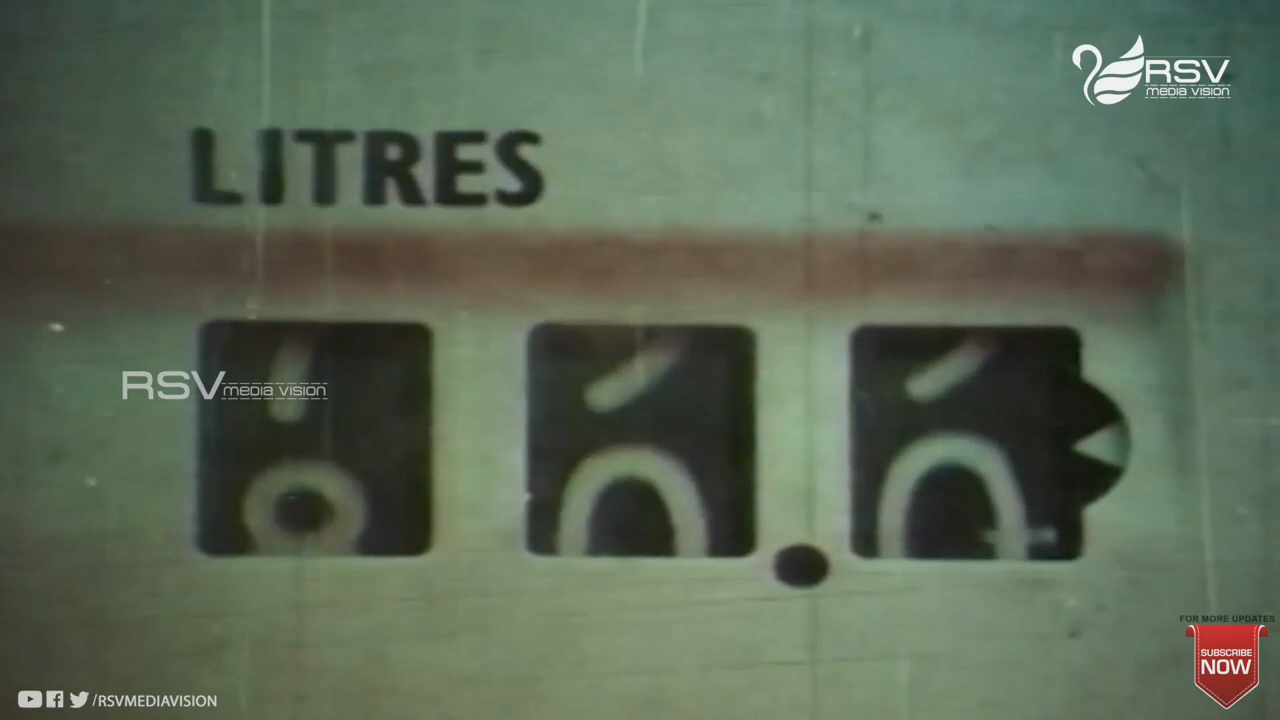 RSV
media vision
LITRES
RSV media vision
FOR MORE UPDATES
SUBSCRIBE
NOW
/RSVMEDIAVISION